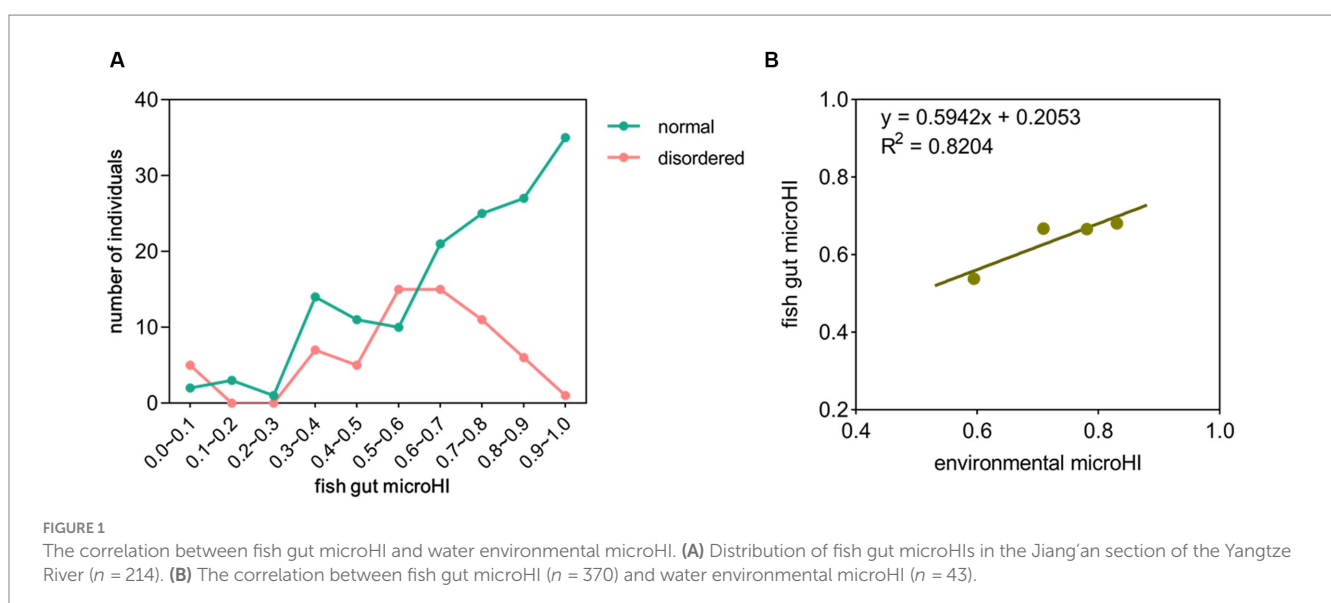 A
40
30
20
10
0
number of individuals
0.0~0.1
0.1~0.2
0.2~0.3
0.3~0.4
0.4~0.5
0.5~0.6
0.6~0.7
0.7~0.8
0.8~0.9
0.9~1.0
fish gut microHI
normal
disordered
B
y = 0.5942x + 0.2053
R² = 0.8204
1.0
0.8
0.6
0.4
0.2
fish gut microHI
0.4 0.6 0.8 1.0
environmental microHI
FIGURE 1
The correlation between fish gut microHI and water environmental microHI. (A) Distribution of fish gut microHIs in the Jiang'an section of the Yangtze
River (n = 214). (B) The correlation between fish gut microHI (n = 370) and water environmental microHI (n = 43).